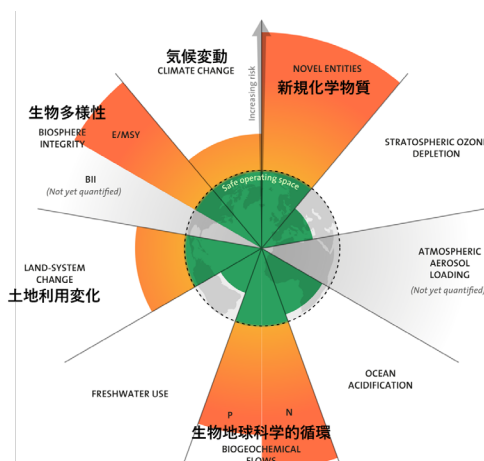 気候変動
CLIMATE CHANGE
Increasing risk
NOVEL ENTITIES
新規化学物質
生物多様性
BIOSPHERE
INTEGRITY
E/MSY
STRATOSPHERIC OZONE
DEPLETION
BII
(Not yet quantified)
Safe operating space
ATMOSPHERIC
AEROSOL
LOADING
(Not yet quantified)
LAND-SYSTEM
CHANGE
土地利用変化
OCEAN
ACIDIFICATION
FRESHWATER USE
P
N
生物地球科学的循環
BIOGEOCHEMICAL
FLOWS